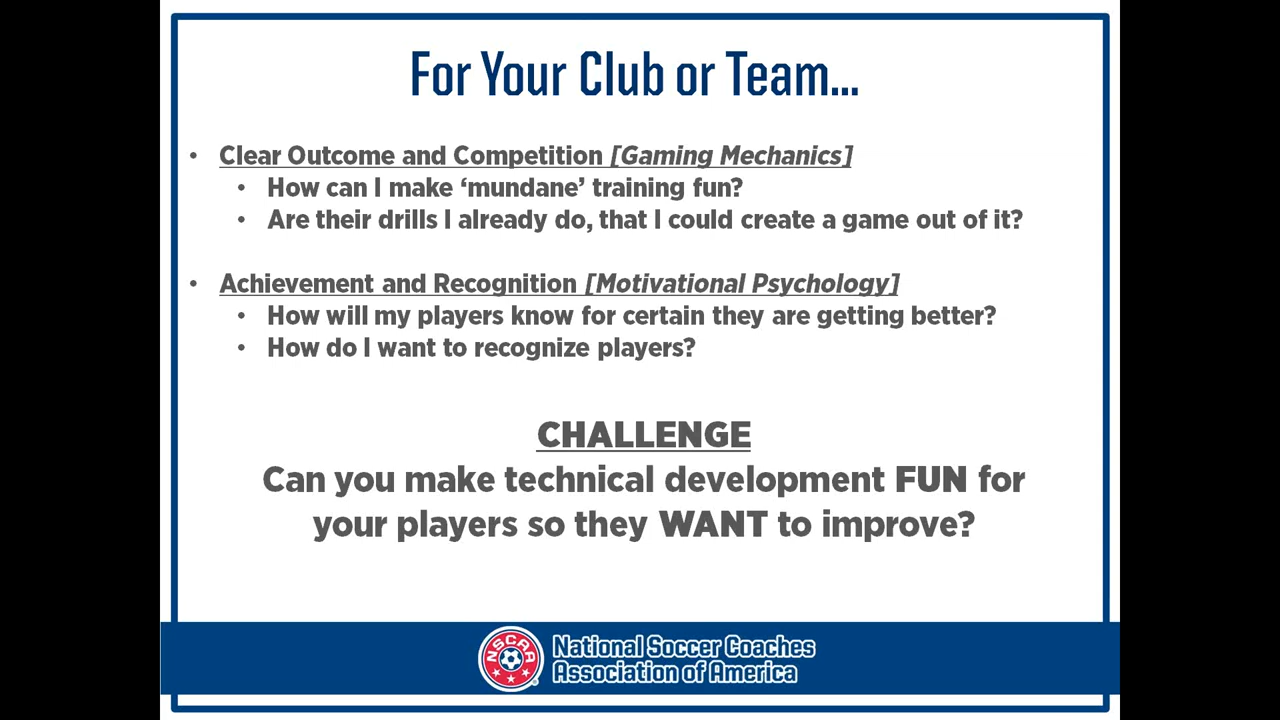 For Your Club or Team...
• Clear Outcome and Competition [Gaming Mechanics]
• How can I make ‘mundane’ training fun?
• Are their drills I already do, that I could create a game out of it?
• Achievement and Recognition [Motivational Psychology]
• How will my players know for certain they are getting better?
• How do I want to recognize players?
CHALLENGE
Can you make technical development FUN for
your players so they WANT to improve?
NSCAA
National Soccer Coaches
Association of America